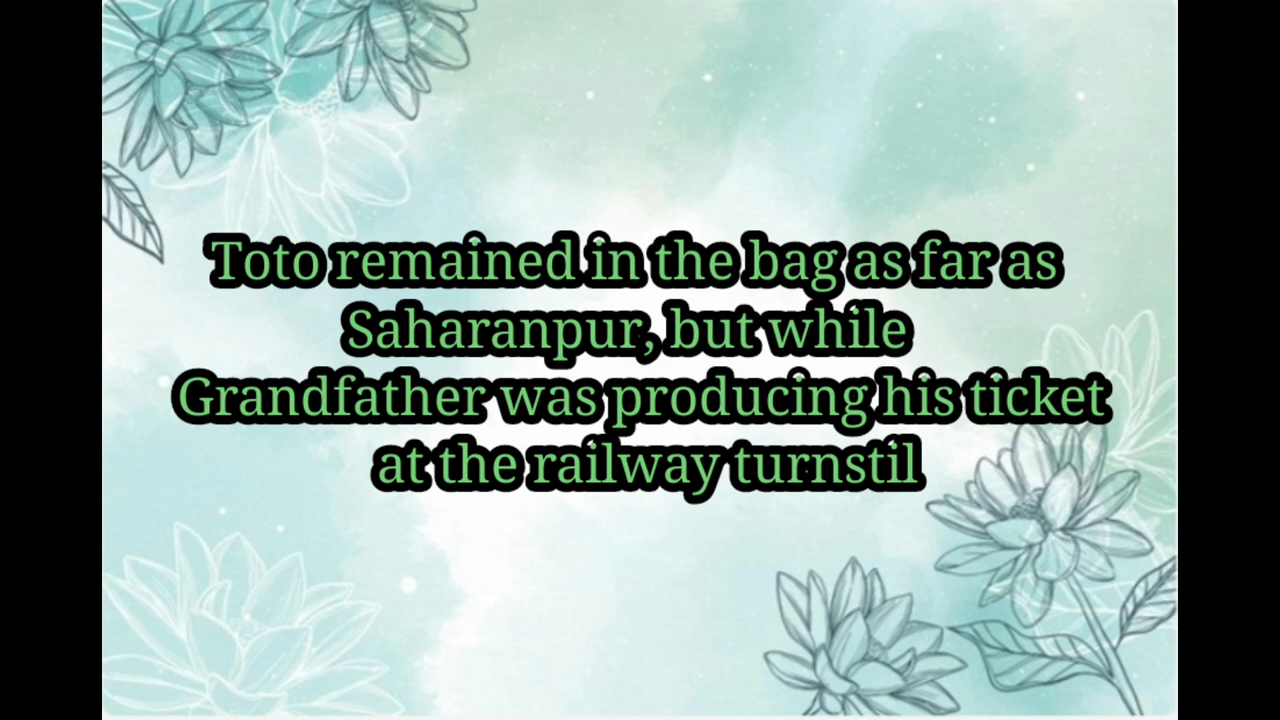 Toto remained in the bag as far as
Saharanpur, but while
Grandfather was producing his ticket
at the railway turnstil